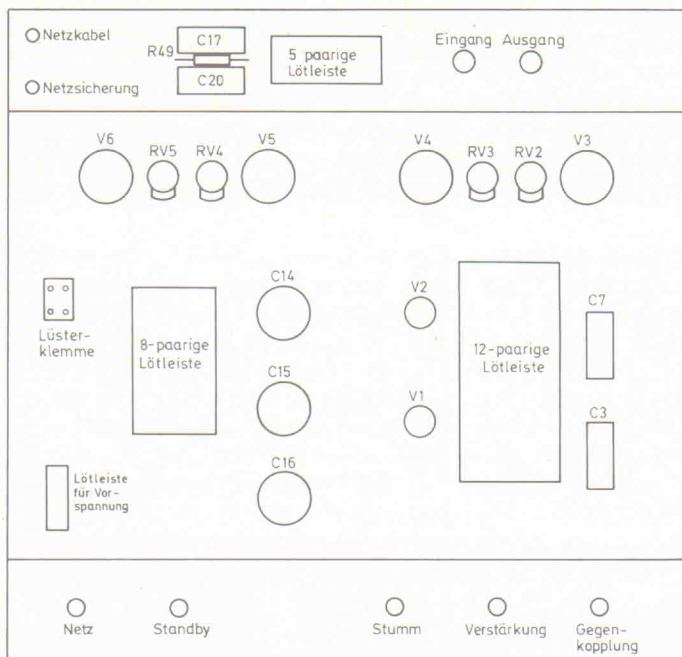 Netzkabel
C17
R49
5 paarige
Lötleiste
Eingang
Ausgang
Netzsicherung
C20
V6
RV5
RV4
V5
V4
RV3
RV2
V3
C14
V2
C7
Lüster-
klemme
8-paarige
Lötleiste
12-paarige
Lötleiste
C15
V1
C3
C16
Lötleiste
für Vor-
spannung
Netz
Standby
Stumm
Verstärkung
Gegen-
kopplung